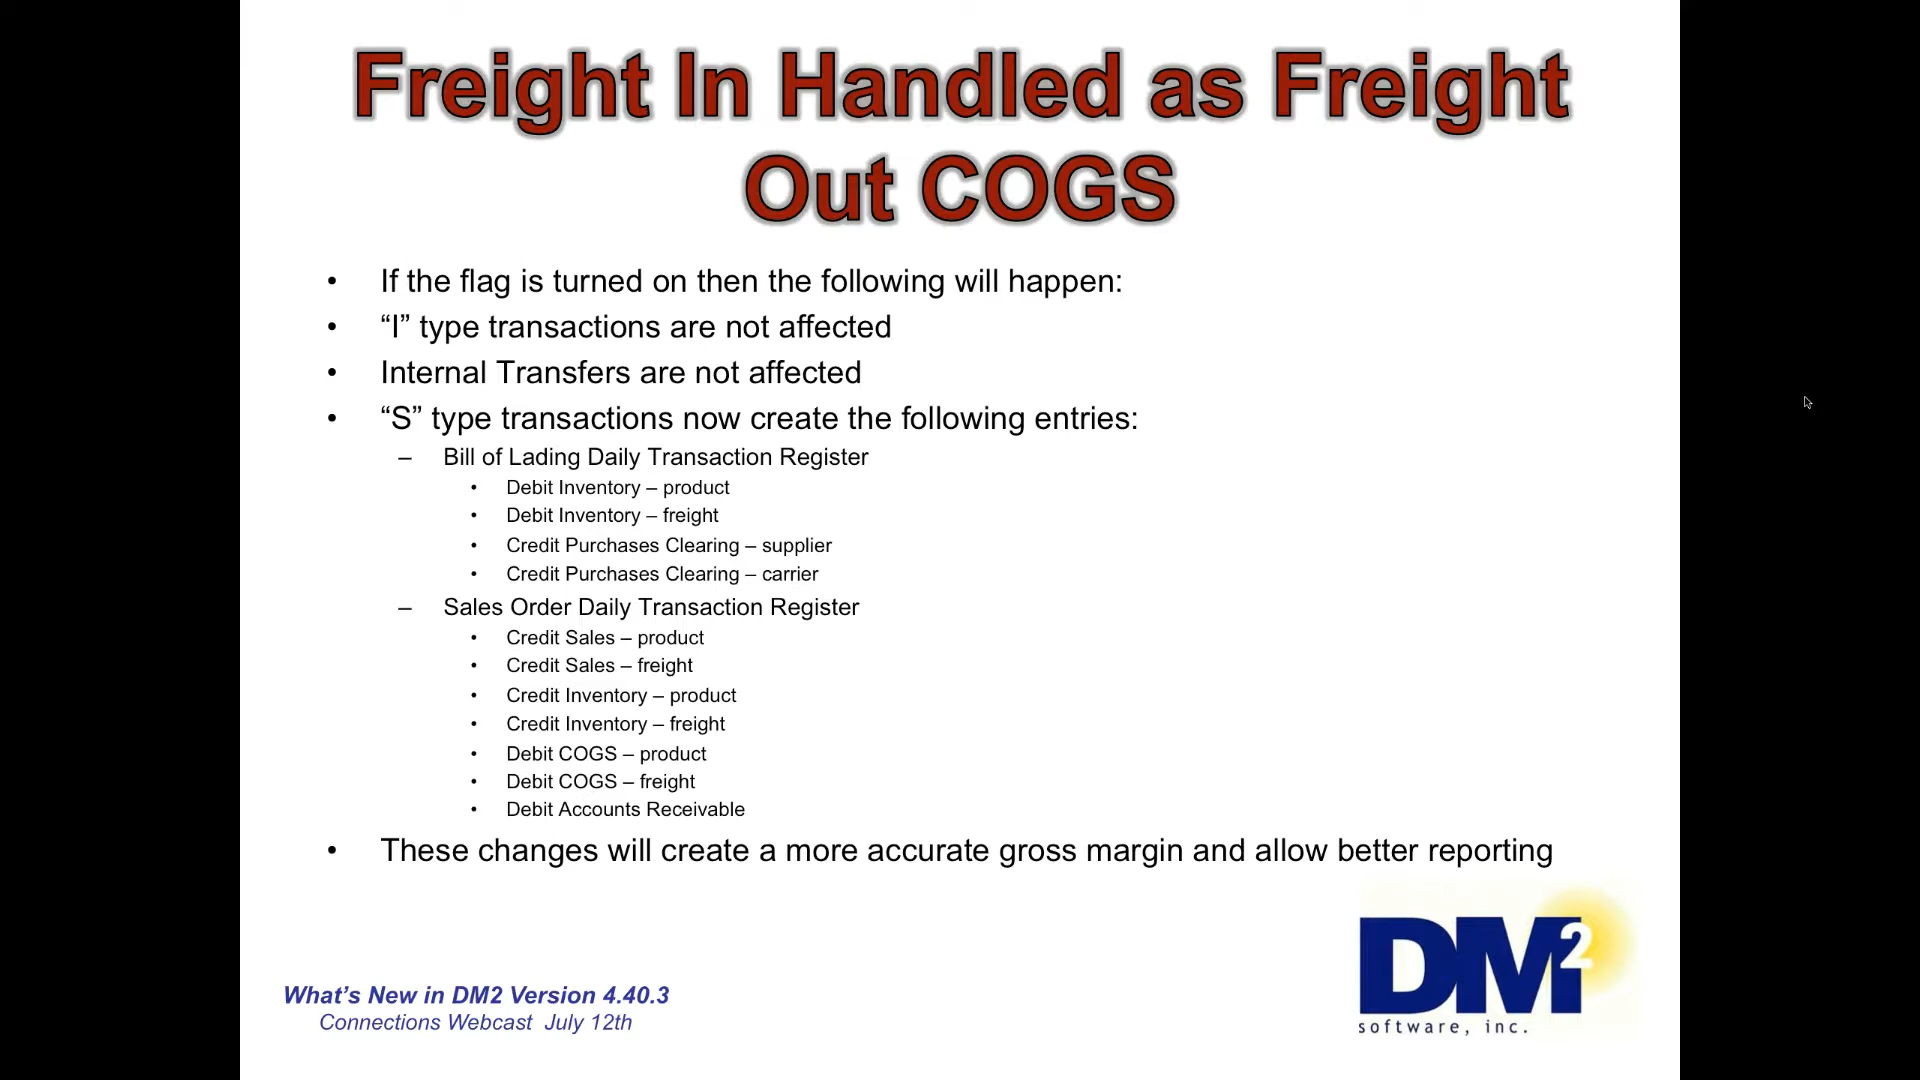 Freight In Handled as Freight
Out COGS
• If the flag is turned on then the following will happen:
• “I” type transactions are not affected
• Internal Transfers are not affected
• “S” type transactions now create the following entries:
– Bill of Lading Daily Transaction Register
• Debit Inventory – product
• Debit Inventory – freight
• Credit Purchases Clearing – supplier
• Credit Purchases Clearing – carrier
– Sales Order Daily Transaction Register
• Credit Sales – product
• Credit Sales – freight
• Credit Inventory – product
• Credit Inventory – freight
• Debit COGS – product
• Debit COGS – freight
• Debit Accounts Receivable
• These changes will create a more accurate gross margin and allow better reporting
What’s New in DM2 Version 4.40.3
Connections Webcast July 12th
DM2
software, inc.